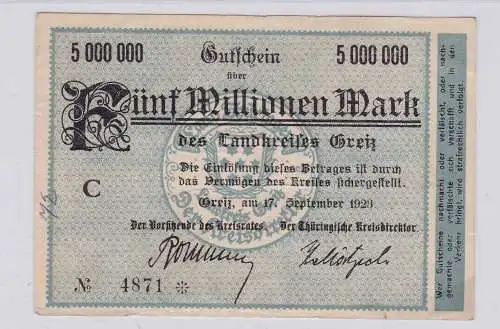 5 000 000 Gutschein 5 000 000
über
Fünf Millionen Mark
des Landkreises Greiz
Die Einlösung dieses Betrages ist durch
das Vermögen des Kreises sichergestellt.
C
Greiz, am 17. September 1923
Der Vorsitzende des Kreisrates. Der Thüringische Kreisdirektor.
№ 4871 ※
Wer Gutscheine nachmacht oder verfälscht, oder nach-
gemachte oder verfälschte sich verschafft und in den
Verkehr bringt, wird strafrechtlich verfolgt.